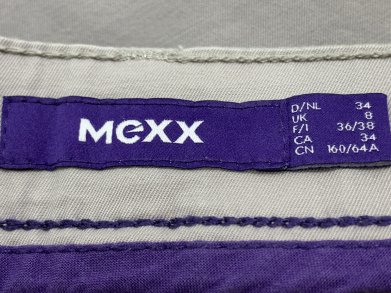 MEXX
D/NL 34
UK 8
F/I 36/38
CA 34
CN 160/64A